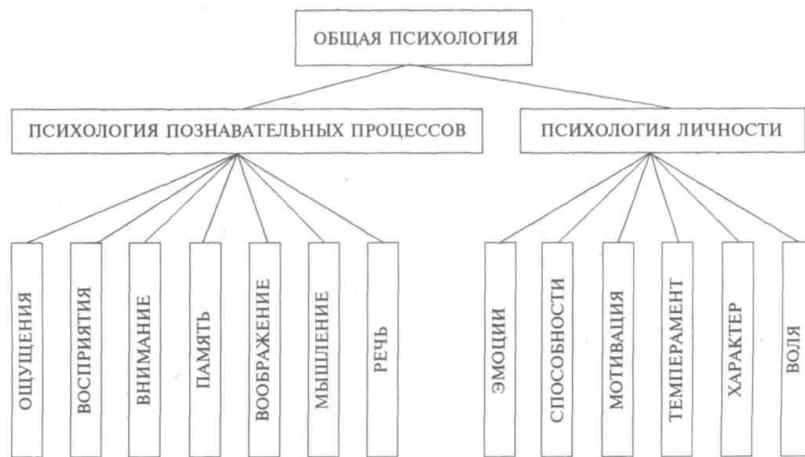 ОБЩАЯ ПСИХОЛОГИЯ
ПСИХОЛОГИЯ ПОЗНАВАТЕЛЬНЫХ ПРОЦЕССОВ
ПСИХОЛОГИЯ ЛИЧНОСТИ
ОЩУЩЕНИЯ
ВОСПРИЯТИЯ
ВНИМАНИЕ
ПАМЯТЬ
ВООБРАЖЕНИЕ
МЫШЛЕНИЕ
РЕЧЬ
ЭМОЦИИ
СПОСОБНОСТИ
МОТИВАЦИЯ
ТЕМПЕРАМЕНТ
ХАРАКТЕР
ВОЛЯ